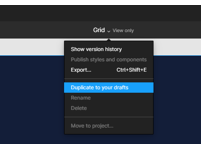 Grid View only
Show version history
Publish styles and components
Export... Ctrl+Shift+E
Duplicate to your drafts
Rename
Delete
Move to project...